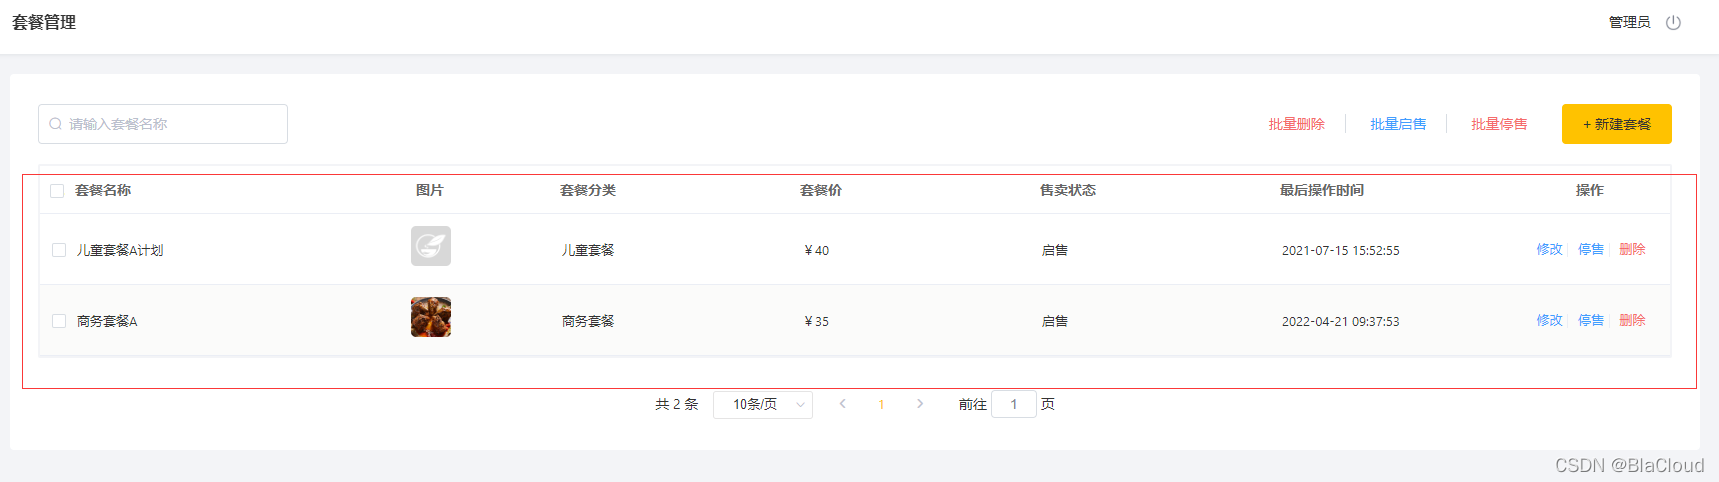 套餐管理 管理员
请输入套餐名称 批量删除 批量启售 批量停售 + 新建套餐
套餐名称 图片 套餐分类 套餐价 售卖状态 最后操作时间 操作
儿童套餐A计划 儿童套餐 ￥40 启售 2021-07-15 15:52:55 修改 停售 删除
商务套餐A 商务套餐 ￥35 启售 2022-04-21 09:37:53 修改 停售 删除
共 2 条 10条/页 1 前往 1 页
CSDN @BlaCloud